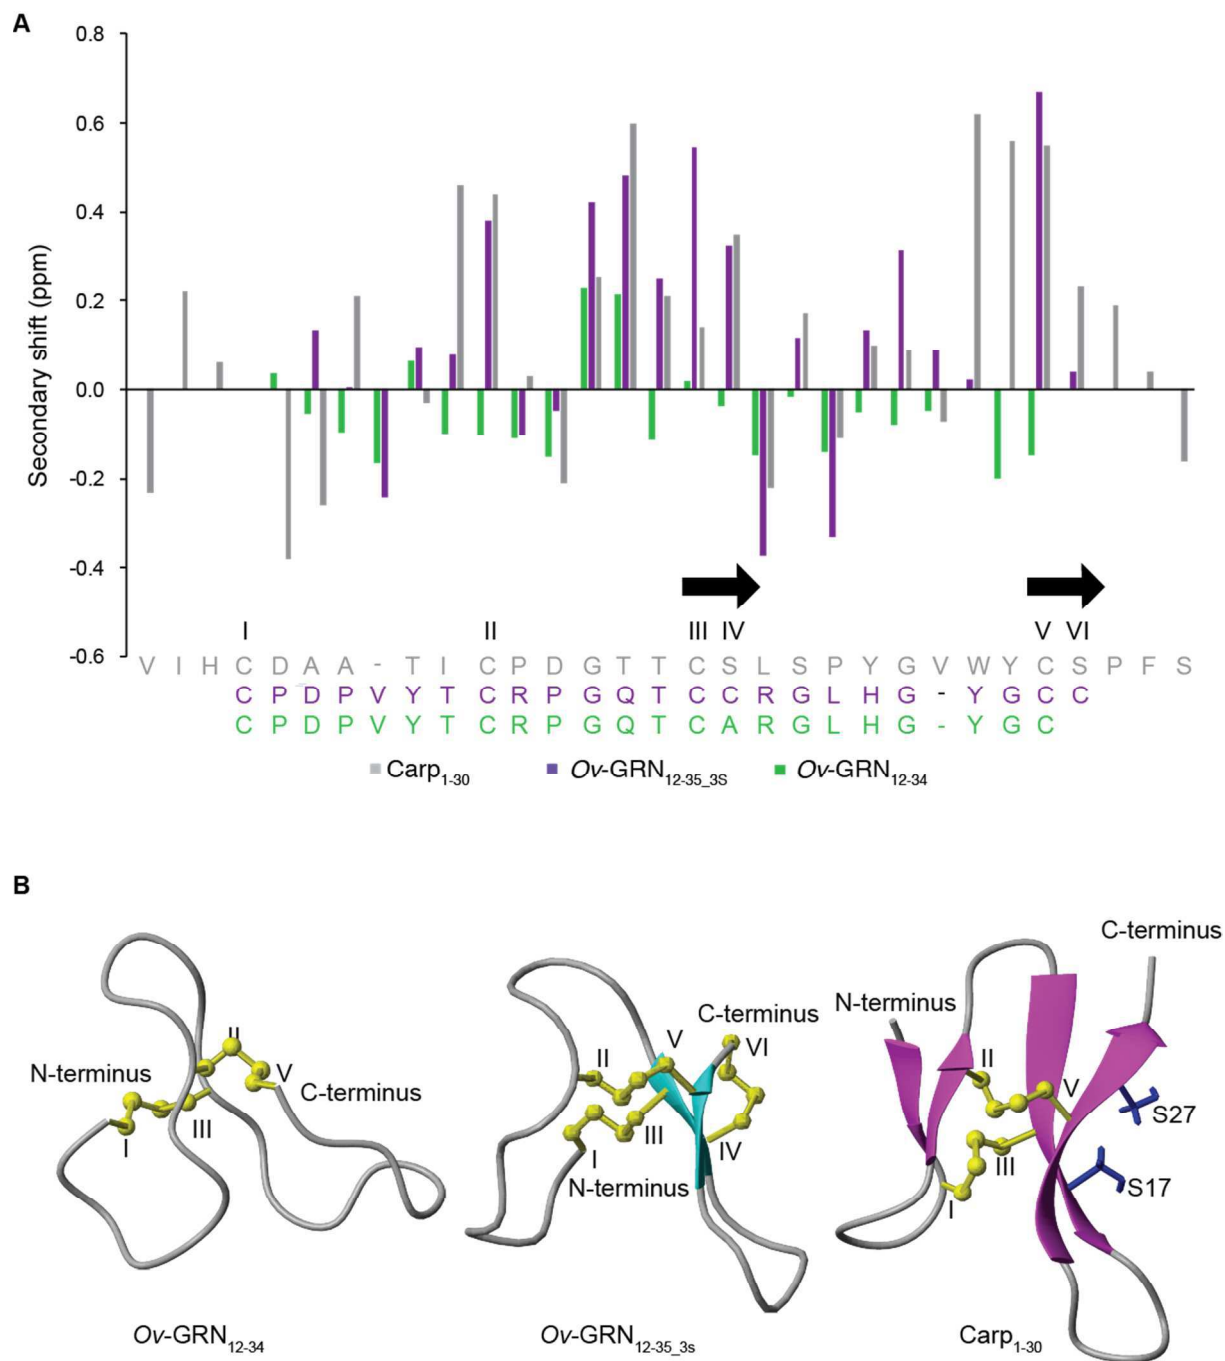 A
0.8
0.6
0.4
0.2
0.0
-0.2
-0.4
-0.6
Secondary shift (ppm)
I II III IV V VI
V I H C D A A - T I C P D G T T C S L S P Y G V W Y C S P F S
C P D P V Y T C R P G Q T C C R G L H G - Y G C C
C P D P V Y T C R P G Q T C A R G L H G - Y G C
Carp1-30 Ov-GRN12-35_3S Ov-GRN12-34
B
N-terminus
I
II
III
V
C-terminus
Ov-GRN12-34
II
V
C-terminus
VI
III
I
IV
N-terminus
Ov-GRN12-35_3s
C-terminus
N-terminus
II
V
S27
III
I
S17
Carp1-30